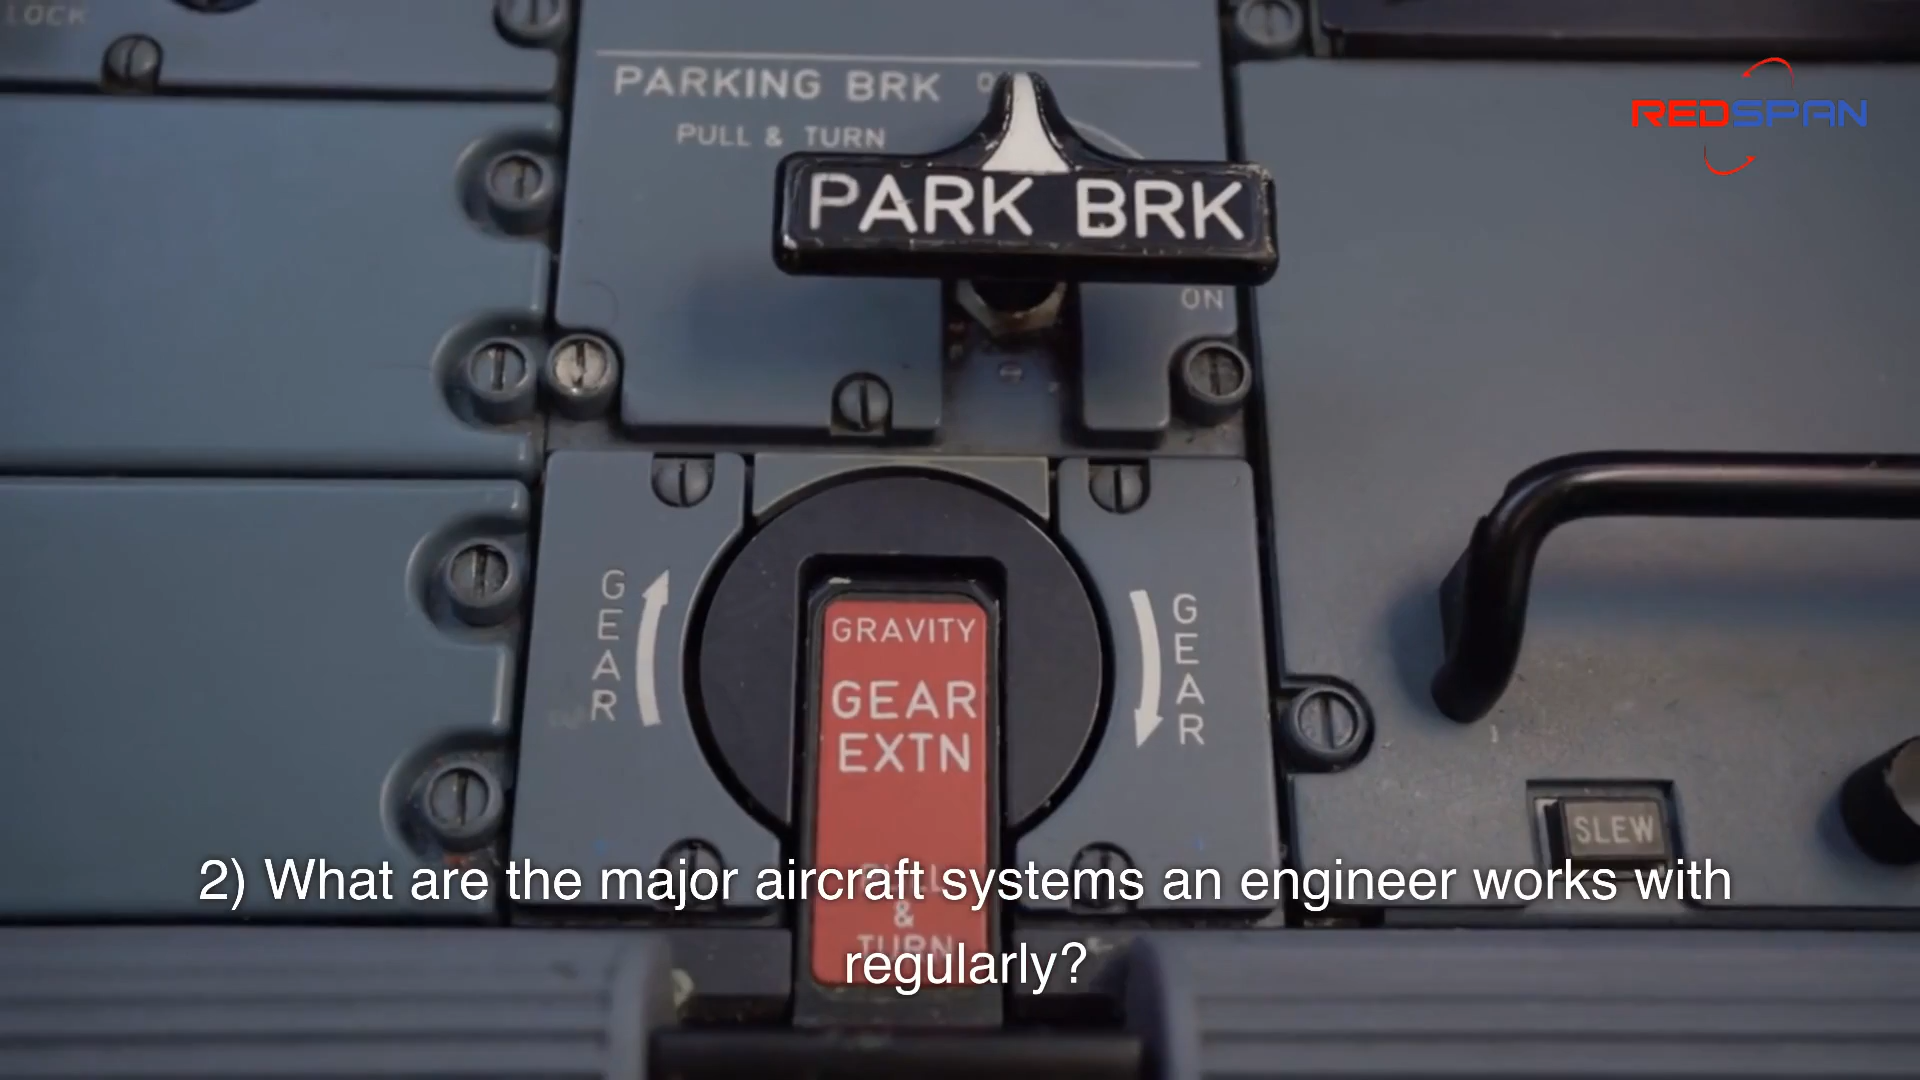 LOCK
PARKING BRK
PULL & TURN
PARK BRK
ON
REDSPAN
GEAR
GRAVITY
GEAR
EXTN
GEAR
&
TURN
SLEW
2) What are the major aircraft systems an engineer works with
regularly?